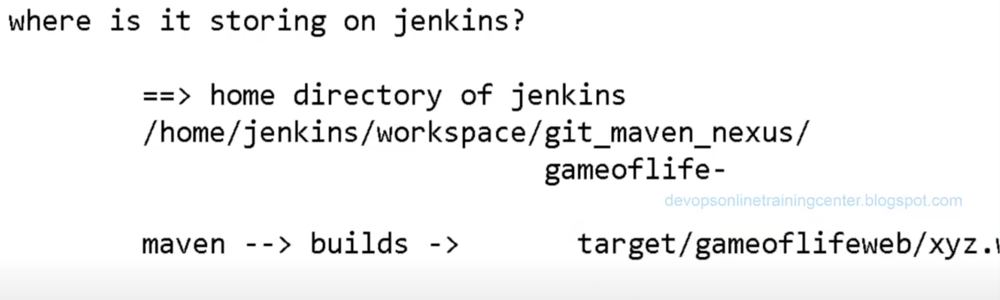 where is it storing on jenkins?
==> home directory of jenkins
/home/jenkins/workspace/git_maven_nexus/
gameoflife-
devopsonlinetrainingcenter.blogspot.com
maven --> builds -> target/gameoflifeweb/xyz.